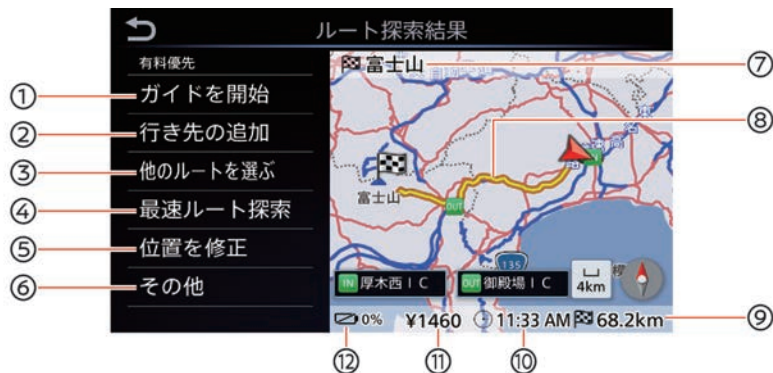 ルート探索結果
有料優先
① ガイドを開始
② 行き先の追加
③ 他のルートを選ぶ
④ 最速ルート探索
⑤ 位置を修正
⑥ その他
富士山 ⑦
⑧
富士山
OUT
135
IN 厚木西IC
OUT 御殿場IC
4km
0% ¥1460 11:33 AM 68.2km ⑨
⑫ ⑪ ⑩